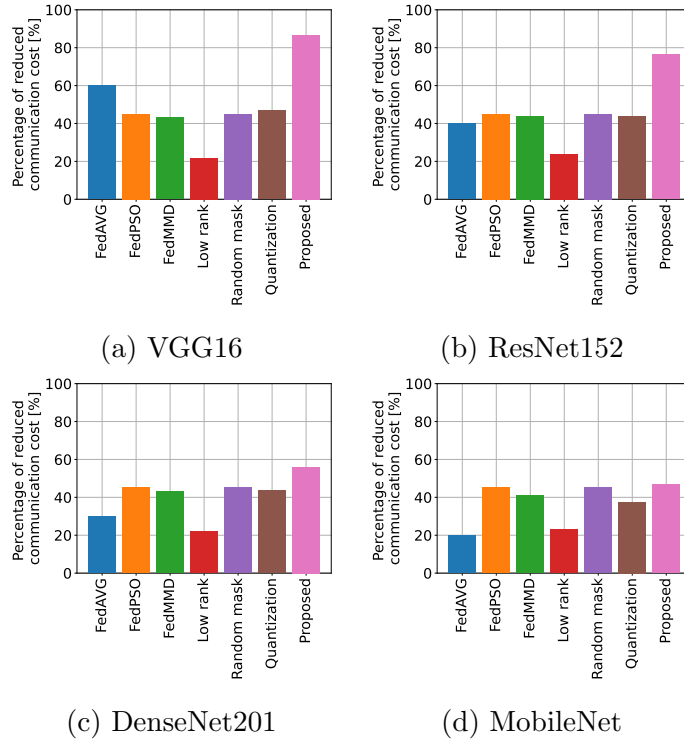 100
80
60
40
20
0
Percentage of reduced
communication cost [%]
FedAVG
FedPSO
FedMMD
Low rank
Random mask
Quantization
Proposed
(a) VGG16
100
80
60
40
20
0
Percentage of reduced
communication cost [%]
FedAVG
FedPSO
FedMMD
Low rank
Random mask
Quantization
Proposed
(b) ResNet152
100
80
60
40
20
0
Percentage of reduced
communication cost [%]
FedAVG
FedPSO
FedMMD
Low rank
Random mask
Quantization
Proposed
(c) DenseNet201
100
80
60
40
20
0
Percentage of reduced
communication cost [%]
FedAVG
FedPSO
FedMMD
Low rank
Random mask
Quantization
Proposed
(d) MobileNet